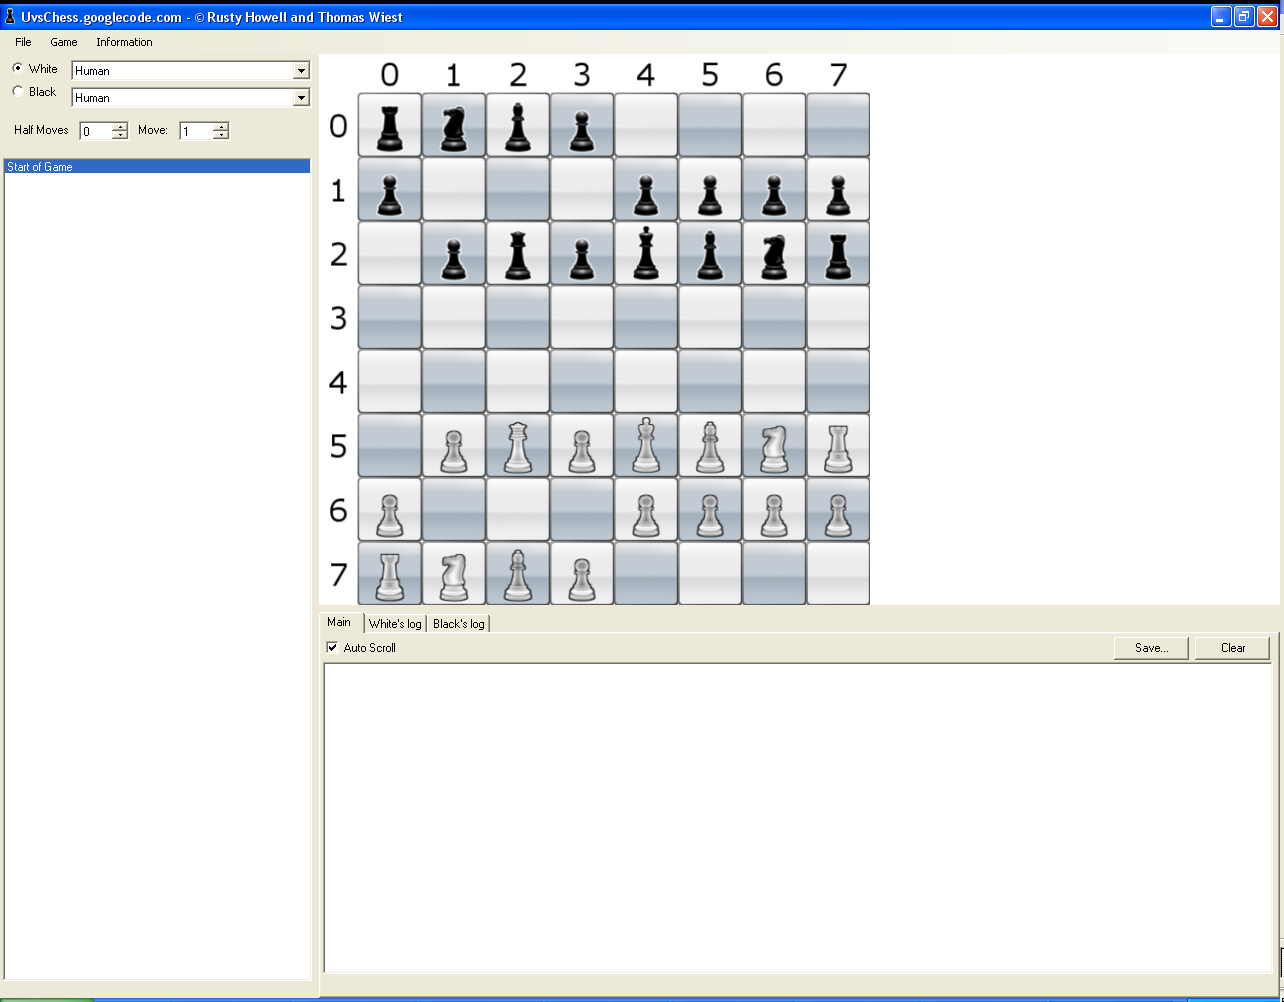 UvsChess.googlecode.com - © Rusty Howell and Thomas Wiest
File Game Information
White Human
Black Human
Half Moves 0 Move: 1
Start of Game
0 1 2 3 4 5 6 7
0
1
2
3
4
5
6
7
Main White's log Black's log
Auto Scroll Save... Clear